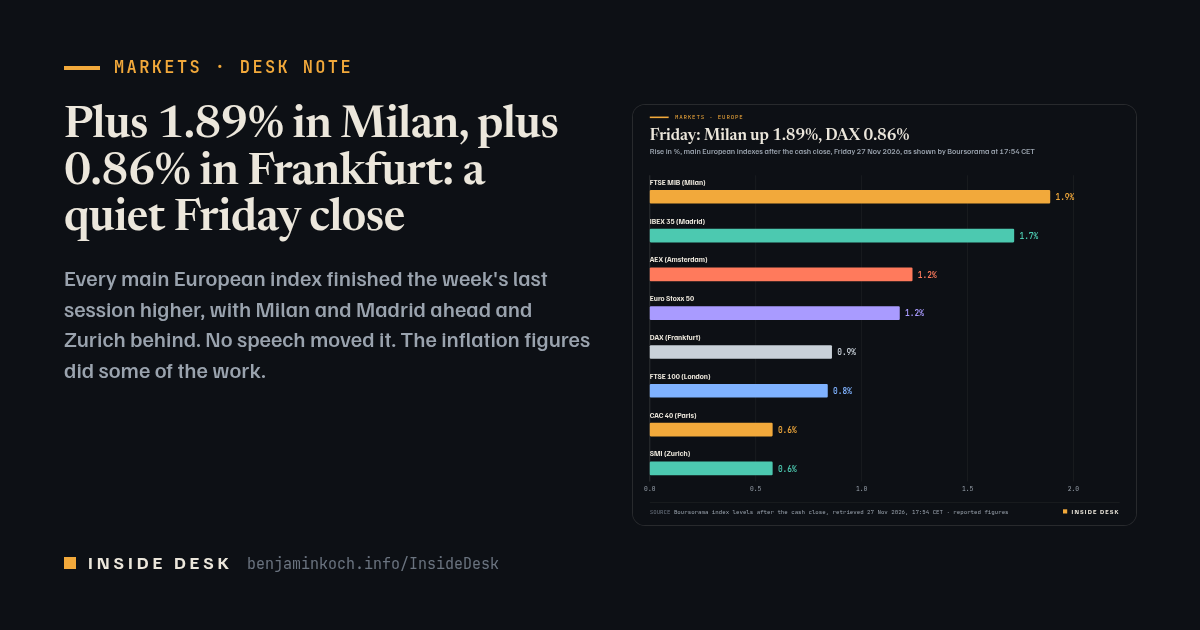 MARKETS · DESK NOTE
Plus 1.89% in Milan, plus
0.86% in Frankfurt: a
quiet Friday close
Every main European index finished the week's last
session higher, with Milan and Madrid ahead and
Zurich behind. No speech moved it. The inflation figures
did some of the work.
MARKETS · EUROPE
Friday: Milan up 1.89%, DAX 0.86%
Rise in %, main European indexes after the cash close, Friday 27 Nov 2026, as shown by Boursorama at 17:54 CET
FTSE MIB (Milan)
1.9%
IBEX 35 (Madrid)
1.7%
AEX (Amsterdam)
1.2%
Euro Stoxx 50
1.2%
DAX (Frankfurt)
0.9%
FTSE 100 (London)
0.8%
CAC 40 (Paris)
0.6%
SMI (Zurich)
0.6%
0.0 0.5 1.0 1.5 2.0
SOURCE Boursorama index levels after the cash close, retrieved 27 Nov 2026, 17:54 CET · reported figures
INSIDE DESK
INSIDE DESK benjaminkoch.info/InsideDesk